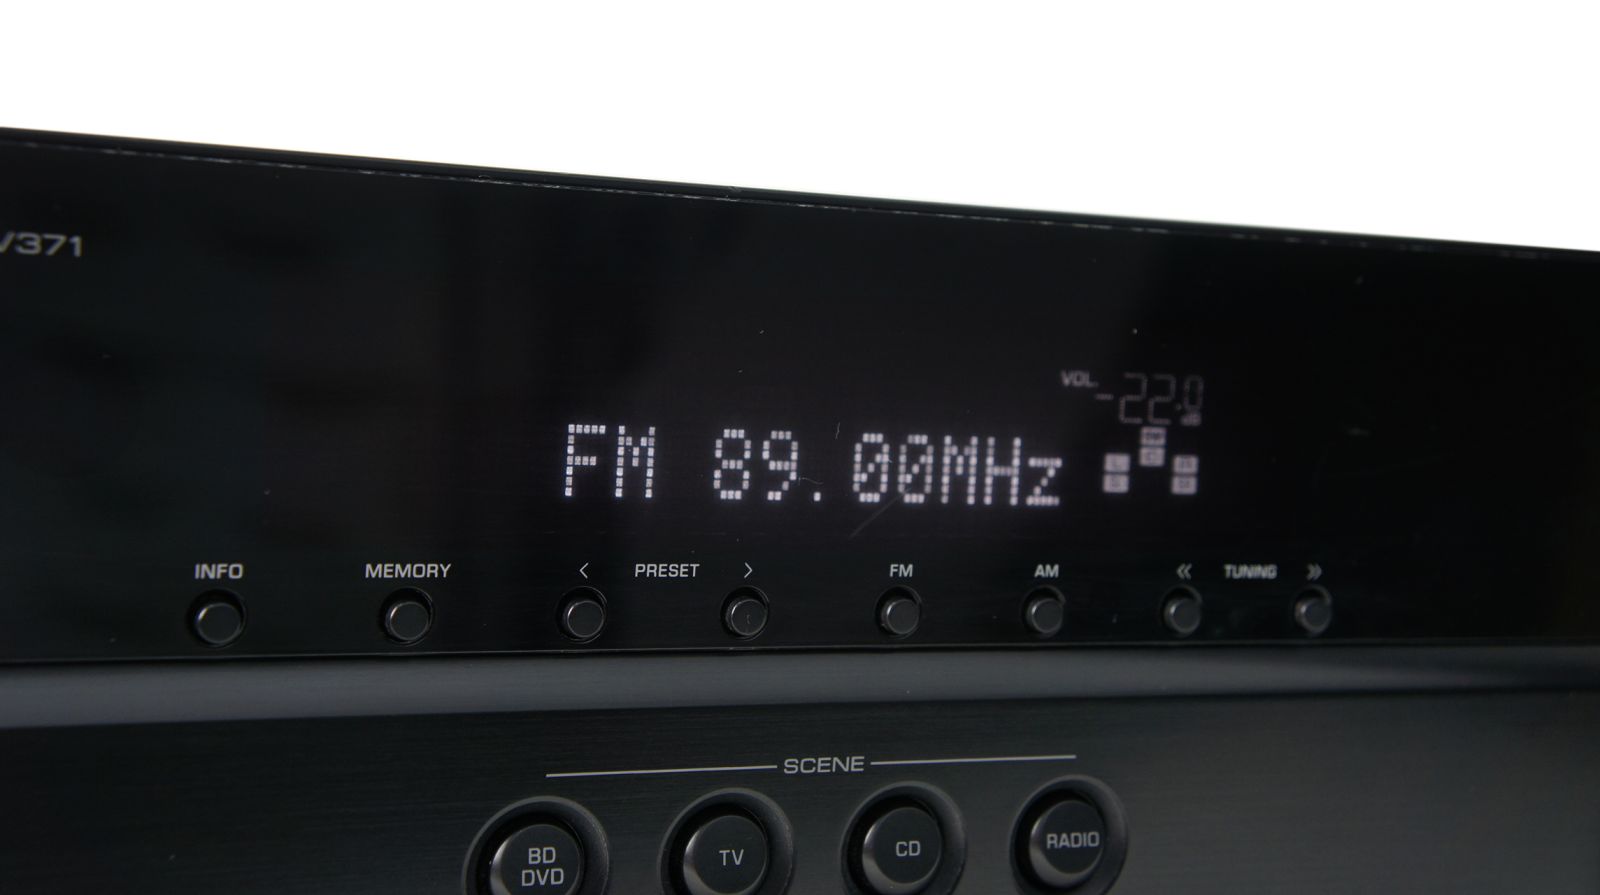 V371
VOL. -22.0 dB
FM 89.00MHz
INFO MEMORY < PRESET > FM AM << TUNING >>
SCENE
BD DVD TV CD RADIO